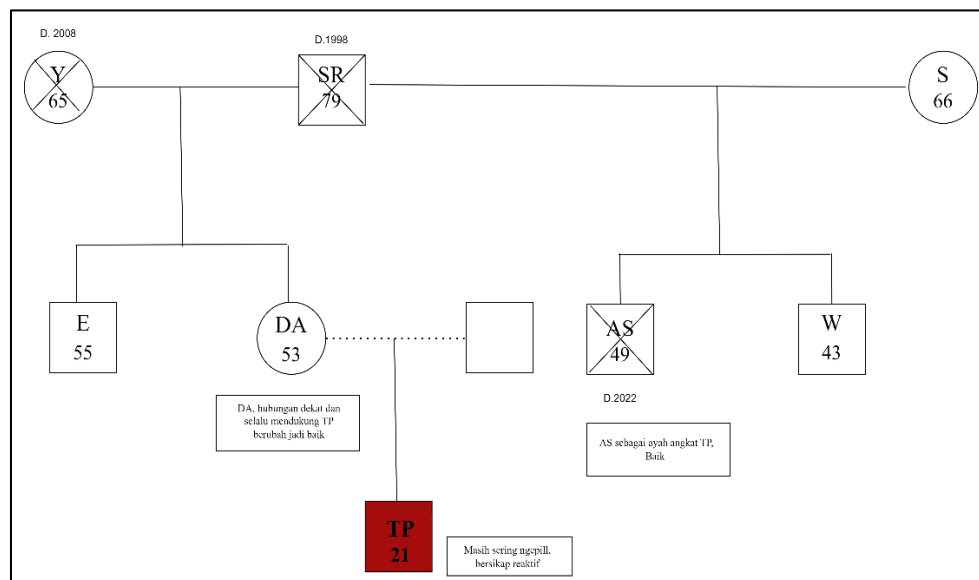 D. 2008
D.1998
Y
65
SR
79
S
66
E
55
DA
53
AS
49
W
43
D.2022
DA, hubungan dekat dan
selalu mendukung TP
berubah jadi baik
AS sebagai ayah angkat TP,
Baik
TP
21
Masih sering ngepill,
bersikap reaktif